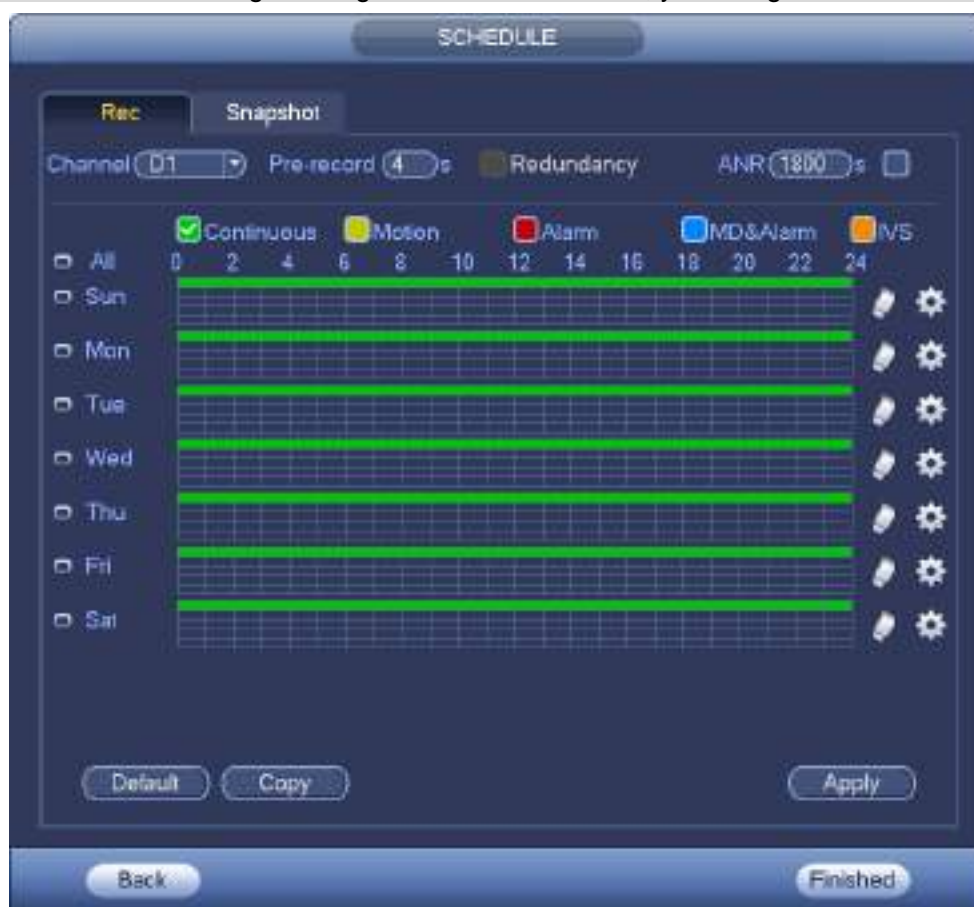 SCHEDULE
Rec Snapshot
Channel D1 Pre-record 4 s Redundancy ANR 1800 s
Continuous Motion Alarm MD&Alarm IVS
All 0 2 4 6 8 10 12 14 16 18 20 22 24
Sun
Mon
Tue
Wed
Thu
Fri
Sat
Default Copy Apply
Back Finished